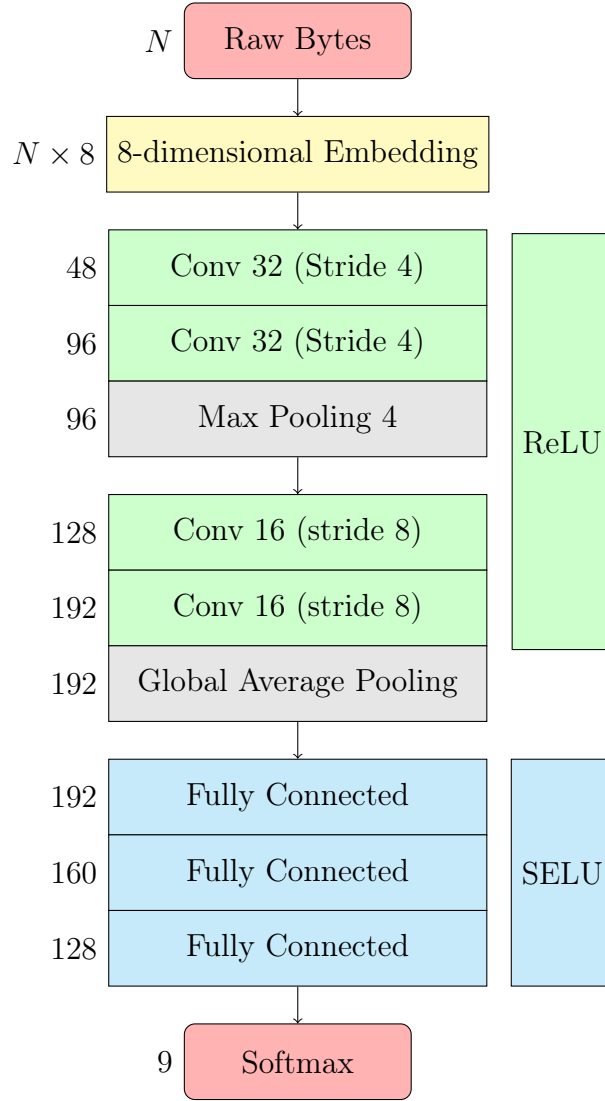 N Raw Bytes
N × 8 8-dimensiomal Embedding
48 Conv 32 (Stride 4)
96 Conv 32 (Stride 4)
96 Max Pooling 4
ReLU
128 Conv 16 (stride 8)
192 Conv 16 (stride 8)
192 Global Average Pooling
192 Fully Connected
160 Fully Connected SELU
128 Fully Connected
9 Softmax